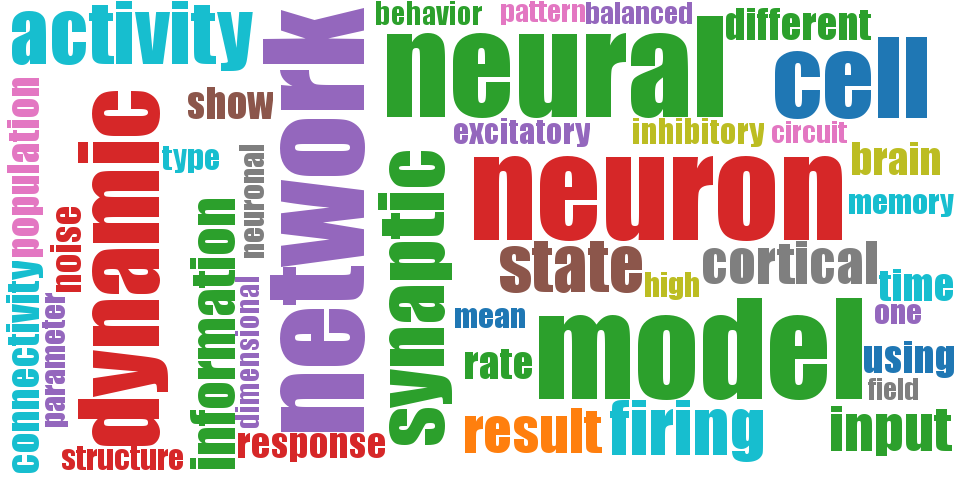 activity
behavior
pattern
balanced
different
neural
cell
network
population
dynamic
show
type
neuronal
excitatory
inhibitory
circuit
brain
neuron
memory
noise
synaptic
information
state
cortical
high
time
one
connectivity
parameter
dimensional
mean
model
rate
using
field
result
firing
input
response
structure